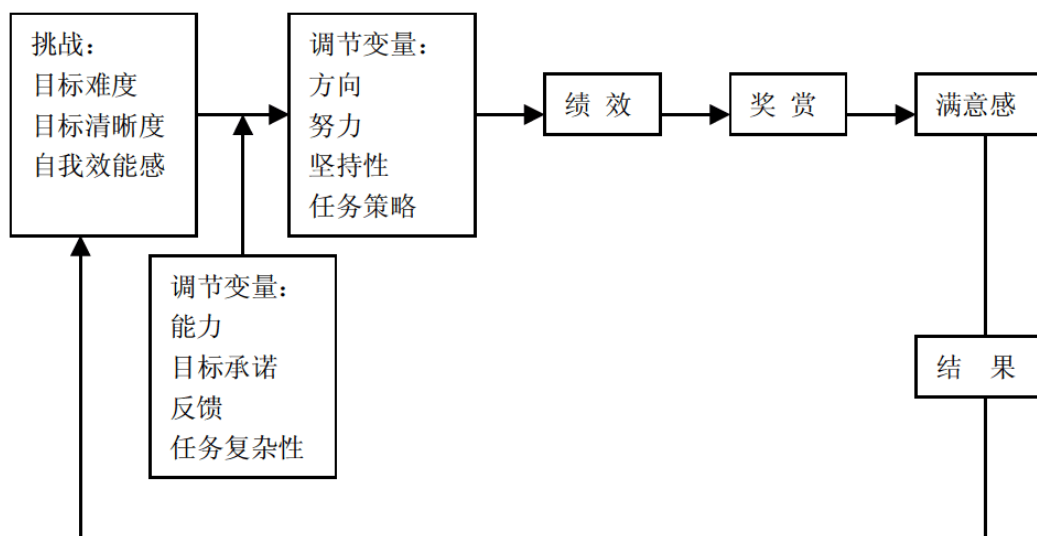 挑战：
目标难度
目标清晰度
自我效能感
调节变量：
方向
努力
坚持性
任务策略
绩 效
奖 赏
满意感
调节变量：
能力
目标承诺
反馈
任务复杂性
结 果